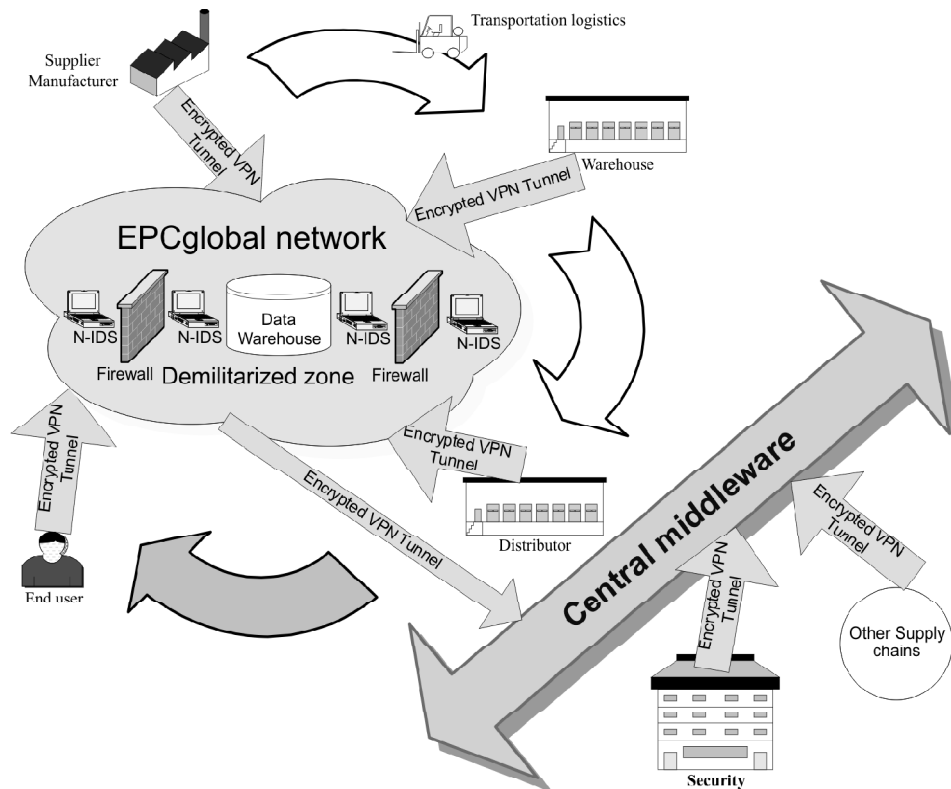 Transportation logistics
Supplier
Manufacturer
Encrypted VPN
Tunnel
Warehouse
Encrypted VPN Tunnel
EPCglobal network
N-IDS
N-IDS
Data
Warehouse
N-IDS
N-IDS
Firewall
Demilitarized zone
Firewall
Encrypted VPN
Tunnel
Encrypted VPN
Tunnel
Encrypted VPN Tunnel
Distributor
End user
Central middleware
Encrypted VPN
Tunnel
Encrypted VPN
Tunnel
Other Supply
chains
Security